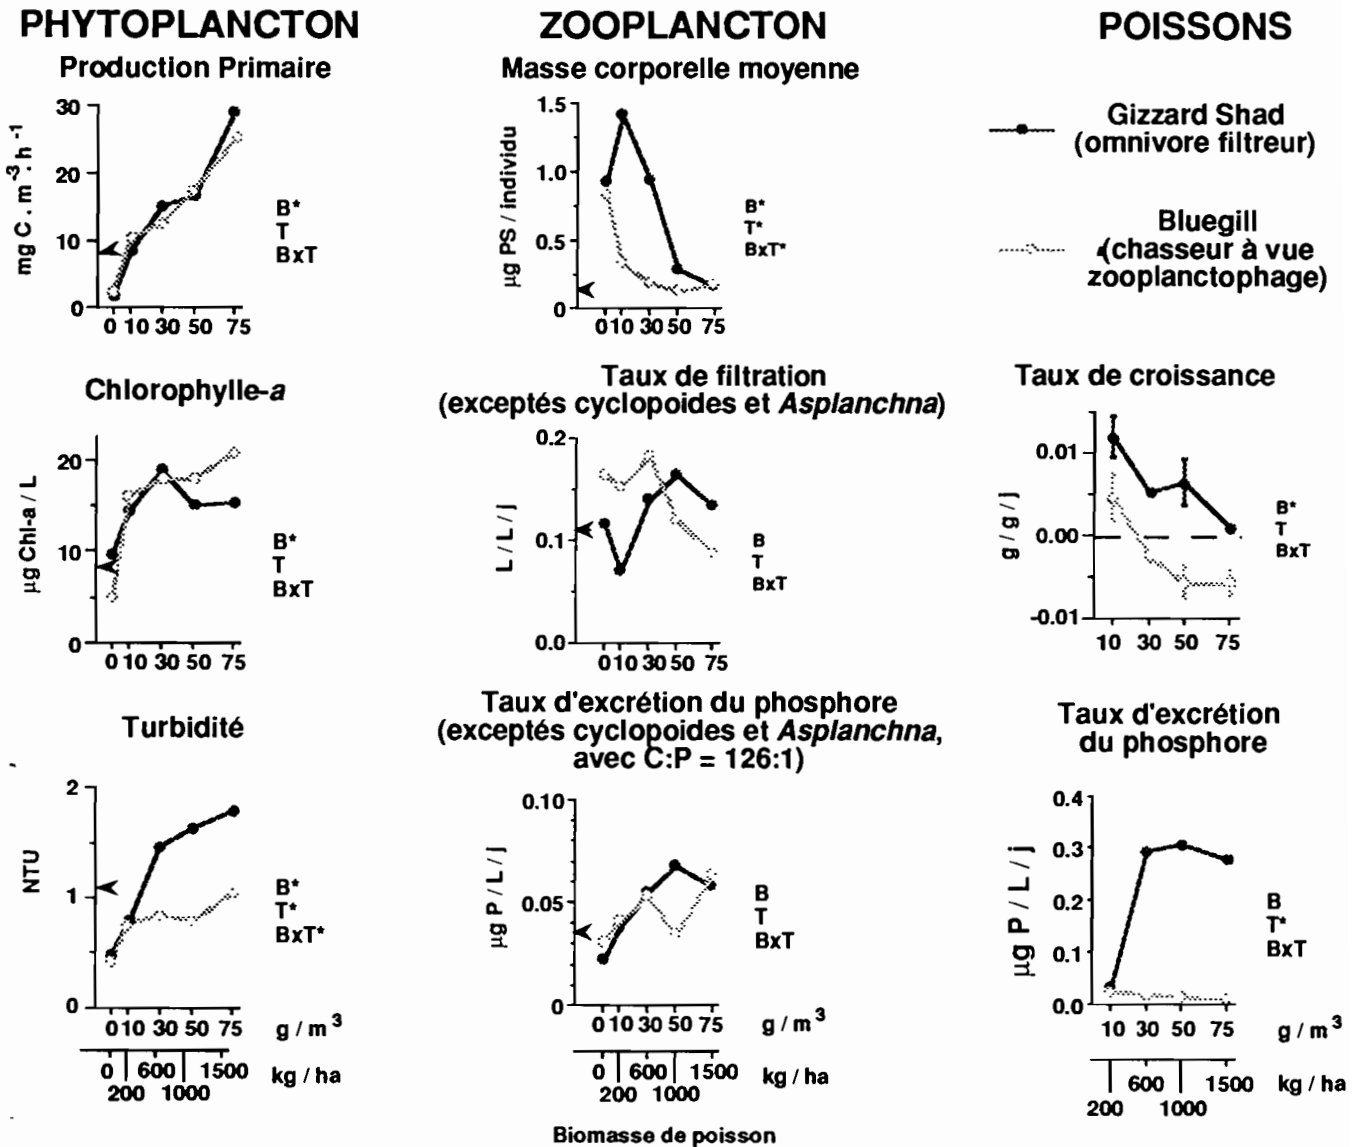 PHYTOPLANCTON
Production Primaire
mg C . m⁻³. h⁻¹
30
20
10
0
0 10 30 50 75
B*
T
BxT
Chlorophylle-a
µg Chl-a / L
20
10
0
0 10 30 50 75
B*
T
BxT
Turbidité
NTU
2
1
0
0 10 30 50 75 g / m³
B*
T*
BxT*
0 600 1500 kg / ha
200 1000
ZOOPLANCTON
Masse corporelle moyenne
µg PS / individu
1.5
1.0
0.5
0
0 10 30 50 75
B*
T*
BxT*
Taux de filtration
(exceptés cyclopoides et Asplanchna)
L / L / j
0.2
0.1
0.0
0 10 30 50 75
B
T
BxT
Taux d'excrétion du phosphore
(exceptés cyclopoides et Asplanchna,
avec C:P = 126:1)
µg P / L / j
0.10
0.05
0
0 10 30 50 75 g / m³
B
T
BxT
0 600 1500 kg / ha
200 1000
Biomasse de poisson
POISSONS
Gizzard Shad
(omnivore filtreur)
Bluegill
(chasseur à vue
zooplanctophage)
Taux de croissance
g / g / j
0.01
0.00
-0.01
10 30 50 75
B*
T
BxT
Taux d'excrétion
du phosphore
µg P / L / j
0.4
0.3
0.2
0.1
0.0
10 30 50 75 g / m³
B
T*
BxT
600 1500 kg / ha
200 1000